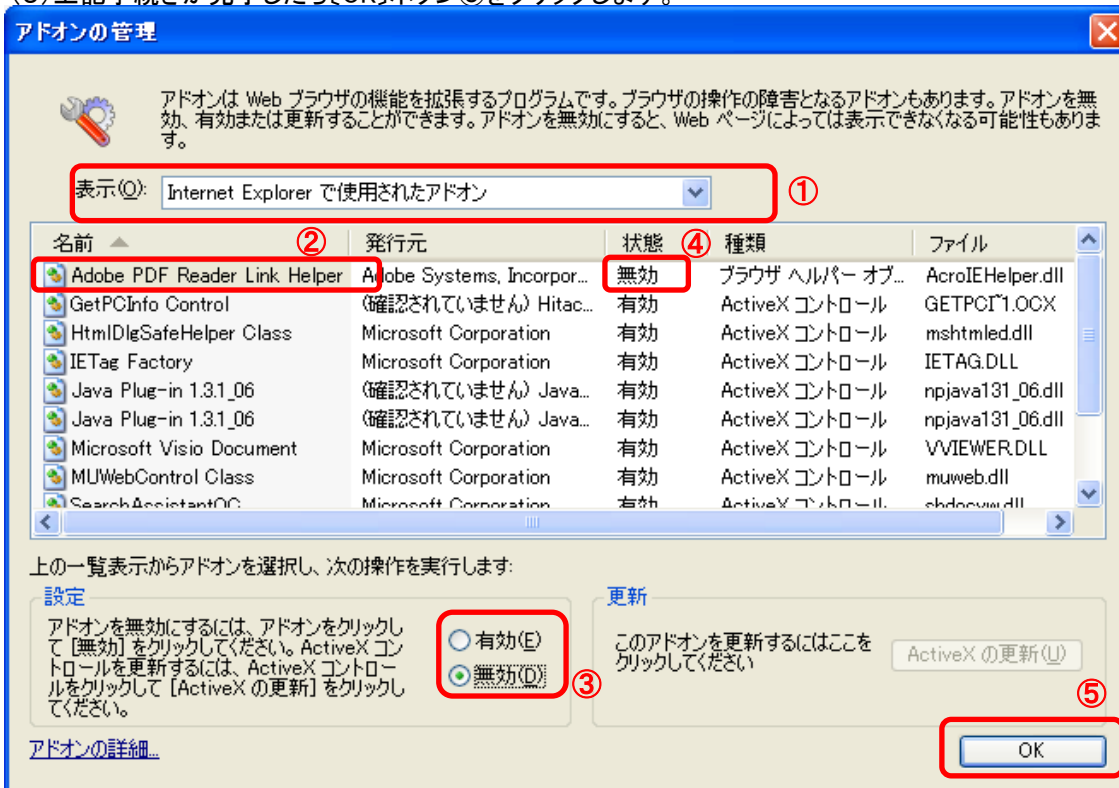 アドオンの管理
アドオンは Web ブラウザの機能を拡張するプログラムです。ブラウザの操作の障害となるアドオンもあります。アドオンを無
効、有効または更新することができます。アドオンを無効にすると、Web ページによっては表示できなくなる可能性もありま
す。
表示(O): Internet Explorer で使用されたアドオン ①
名前 ② 発行元 状態 ④ 種類 ファイル
Adobe PDF Reader Link Helper Adobe Systems, Incorpor... 無効 ブラウザ ヘルパー オブ... AcroIEHelper.dll
GetPCInfo Control (確認されていません) Hitac... 有効 ActiveX コントロール GETPCI~1.OCX
HtmlDlgSafeHelper Class Microsoft Corporation 有効 ActiveX コントロール mshtmled.dll
IETag Factory Microsoft Corporation 有効 ActiveX コントロール IETAG.DLL
Java Plug-in 1.3.1_06 (確認されていません) Java... 有効 ActiveX コントロール npjava131_06.dll
Java Plug-in 1.3.1_06 (確認されていません) Java... 有効 ActiveX コントロール npjava131_06.dll
Microsoft Visio Document Microsoft Corporation 有効 ActiveX コントロール VVIEWER.DLL
MUWebControl Class Microsoft Corporation 有効 ActiveX コントロール muweb.dll
SearchAssistantOC Microsoft Corporation 有効 ActiveX コントロール shdocvw.dll
上の一覧表示からアドオンを選択し、次の操作を実行します:
設定
アドオンを無効にするには、アドオンをクリックし
て [無効] をクリックしてください。ActiveX コン
トロールを更新するには、ActiveX コントロー
ルをクリックして [ActiveX の更新] をクリックし
てください。
有効(E)
無効(D) ③
更新
このアドオンを更新するにはここを
クリックしてください
ActiveX の更新(U)
⑤
アドオンの詳細...
OK